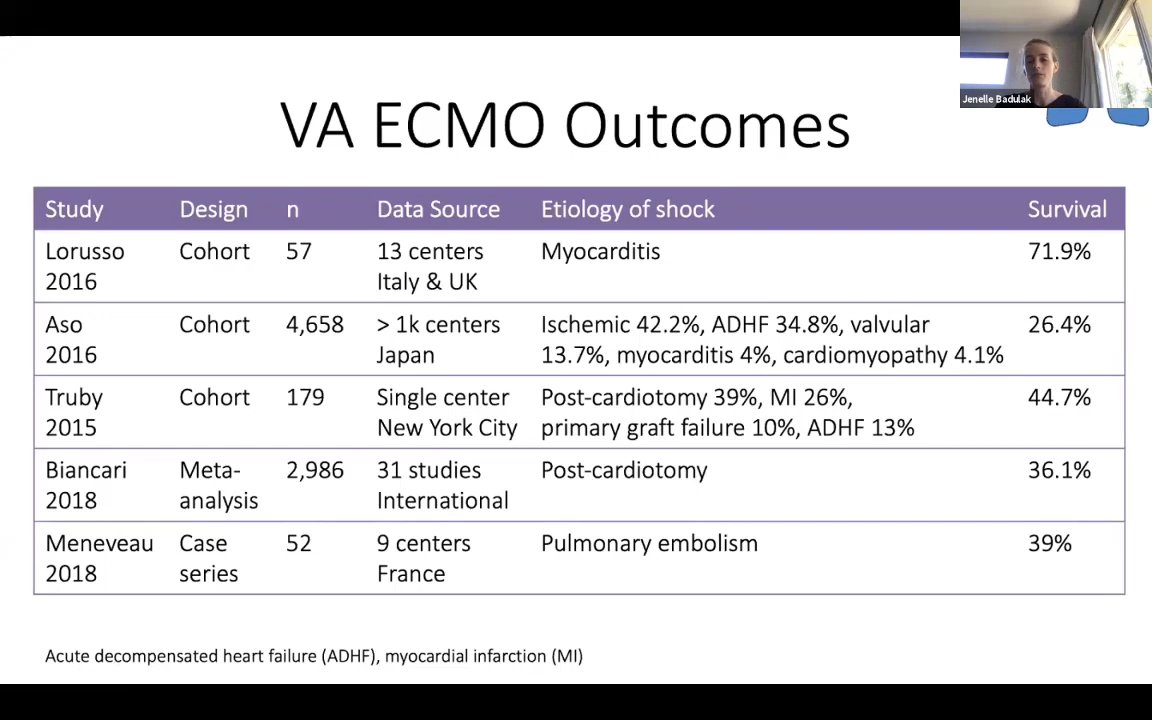 Jenelle Badulak
VA ECMO Outcomes
Study Design n Data Source Etiology of shock Survival
Lorusso Cohort 57 13 centers Myocarditis 71.9%
2016 Italy & UK
Aso Cohort 4,658 > 1k centers Ischemic 42.2%, ADHF 34.8%, valvular 26.4%
2016 Japan 13.7%, myocarditis 4%, cardiomyopathy 4.1%
Truby Cohort 179 Single center Post-cardiotomy 39%, MI 26%, 44.7%
2015 New York City primary graft failure 10%, ADHF 13%
Biancari Meta- 2,986 31 studies Post-cardiotomy 36.1%
2018 analysis International
Meneveau Case 52 9 centers Pulmonary embolism 39%
2018 series France
Acute decompensated heart failure (ADHF), myocardial infarction (MI)